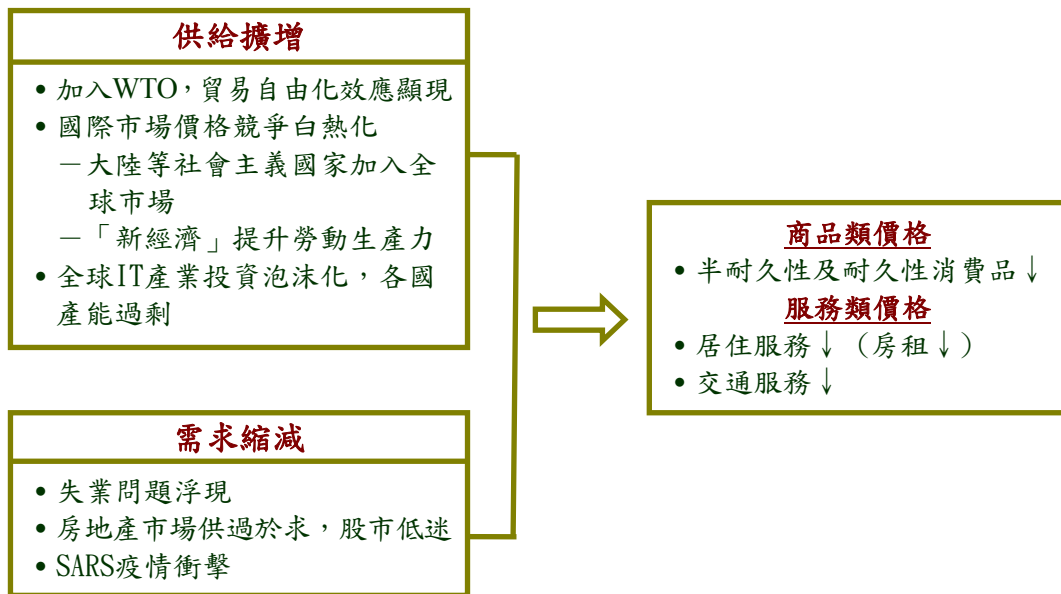 供給擴增
• 加入WTO，貿易自由化效應顯現
• 國際市場價格競爭白熱化
－大陸等社會主義國家加入全
球市場
－「新經濟」提升勞動生產力
• 全球IT產業投資泡沫化，各國
產能過剩
需求縮減
• 失業問題浮現
• 房地產市場供過於求，股市低迷
• SARS疫情衝擊
商品類價格
• 半耐久性及耐久性消費品↓
服務類價格
• 居住服務↓（房租↓）
• 交通服務↓